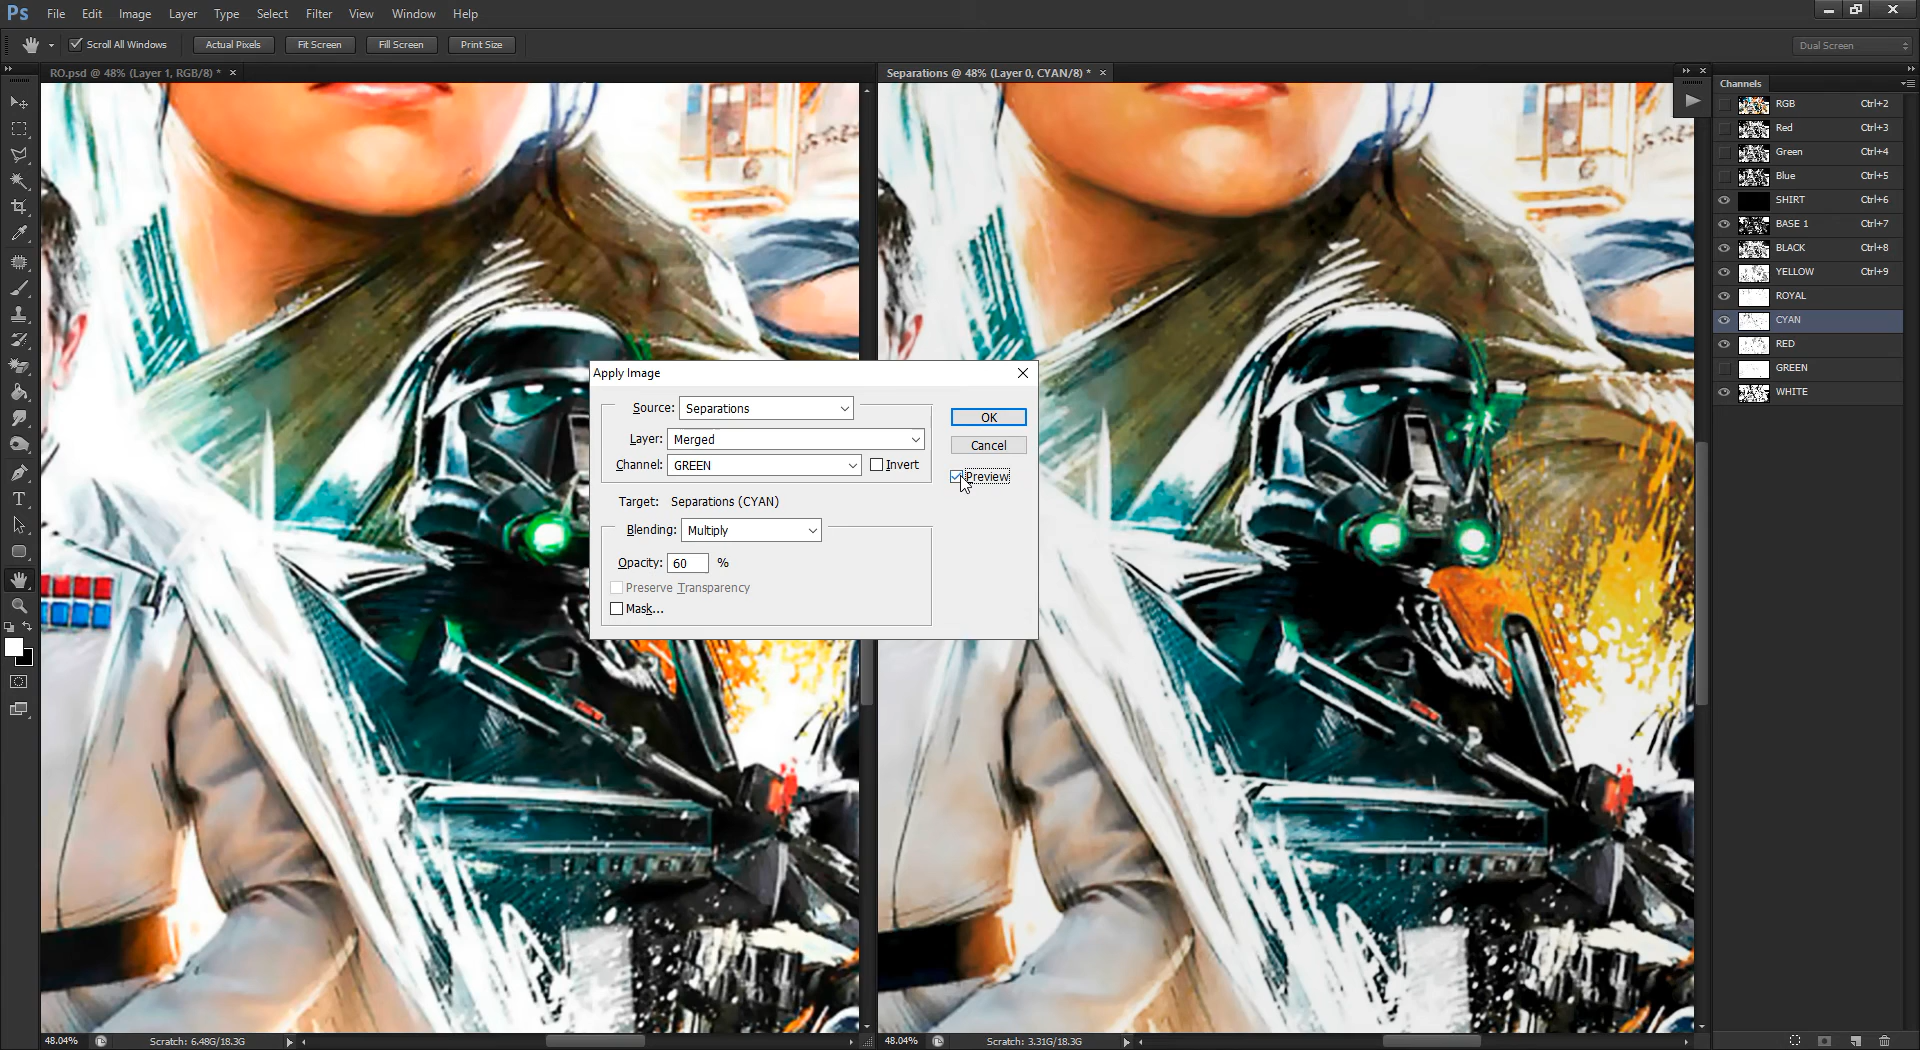 Ps File Edit Image Layer Type Select Filter View Window Help
Scroll All Windows Actual Pixels Fit Screen Fill Screen Print Size Dual Screen
RO.psd @ 48% (Layer 1, RGB/8) * ×
Separations @ 48% (Layer 0, CYAN/8) * ×
Channels
RGB Ctrl+2
Red Ctrl+3
Green Ctrl+4
Blue Ctrl+5
SHIRT Ctrl+6
BASE 1 Ctrl+7
BLACK Ctrl+8
YELLOW Ctrl+9
ROYAL
CYAN
RED
GREEN
WHITE
Apply Image
Source: Separations
OK
Layer: Merged
Cancel
Channel: GREEN Invert
Preview
Target: Separations (CYAN)
Blending: Multiply
Opacity: 60 %
Preserve Transparency
Mask...
48.04% Scratch: 6.48G/18.3G
48.04% Scratch: 3.31G/18.3G